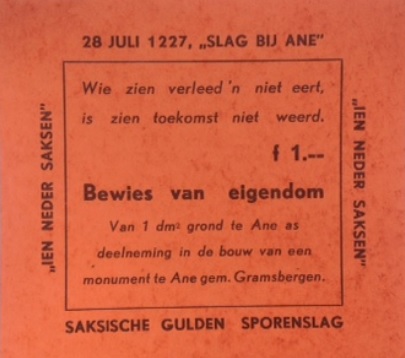 28 JULI 1227, „SLAG BIJ ANE”
„IEN NEDER SAKSEN”
Wie zien verleed'n niet eert,
is zien toekomst niet weerd.
f 1.--
Bewies van eigendom
Van 1 dm² grond te Ane as
deelneming in de bouw van een
monument te Ane gem. Gramsbergen.
„IEN NEDER SAKSEN”
SAKSISCHE GULDEN SPORENSLAG